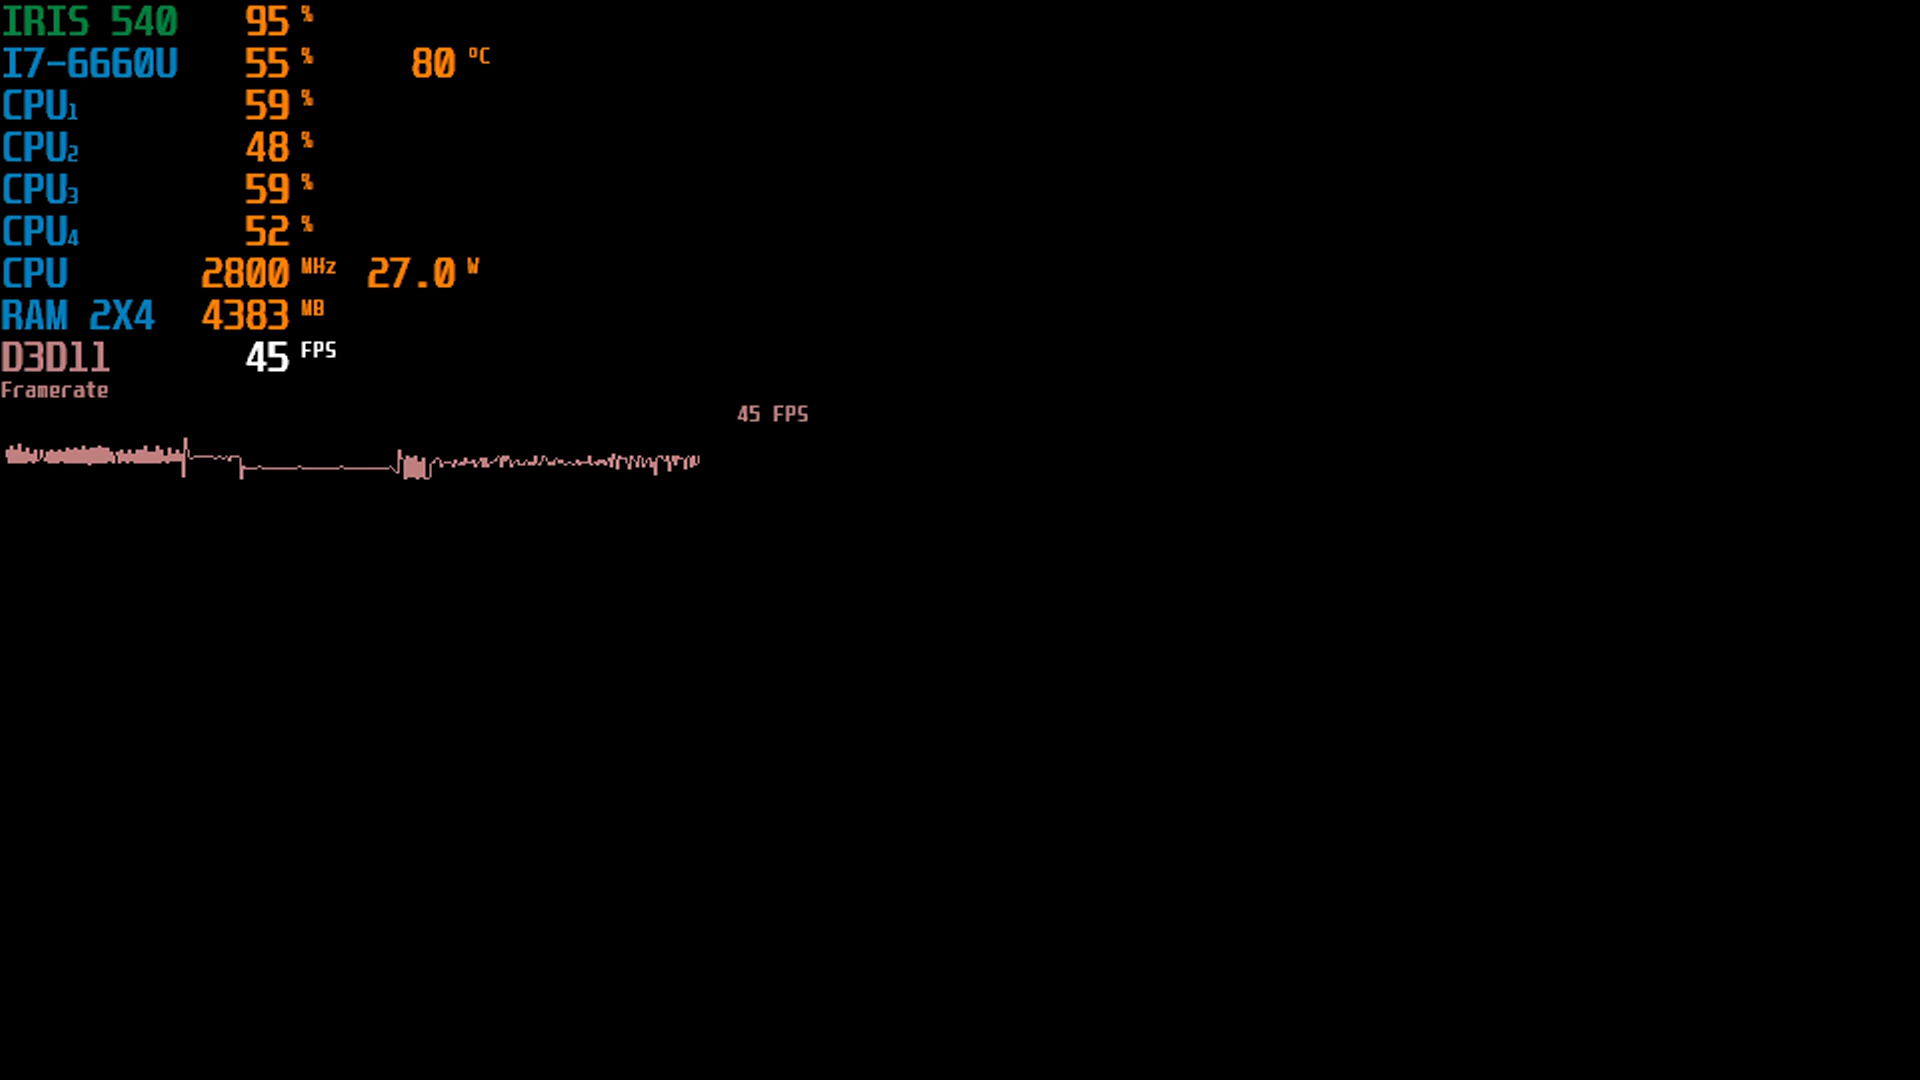 IRIS 540 95 %
I7-6660U 55 % 80 °C
CPU1 59 %
CPU2 48 %
CPU3 59 %
CPU4 52 %
CPU 2800 MHz 27.0 W
RAM 2X4 4383 MB
D3D11 45 FPS
Framerate
45 FPS